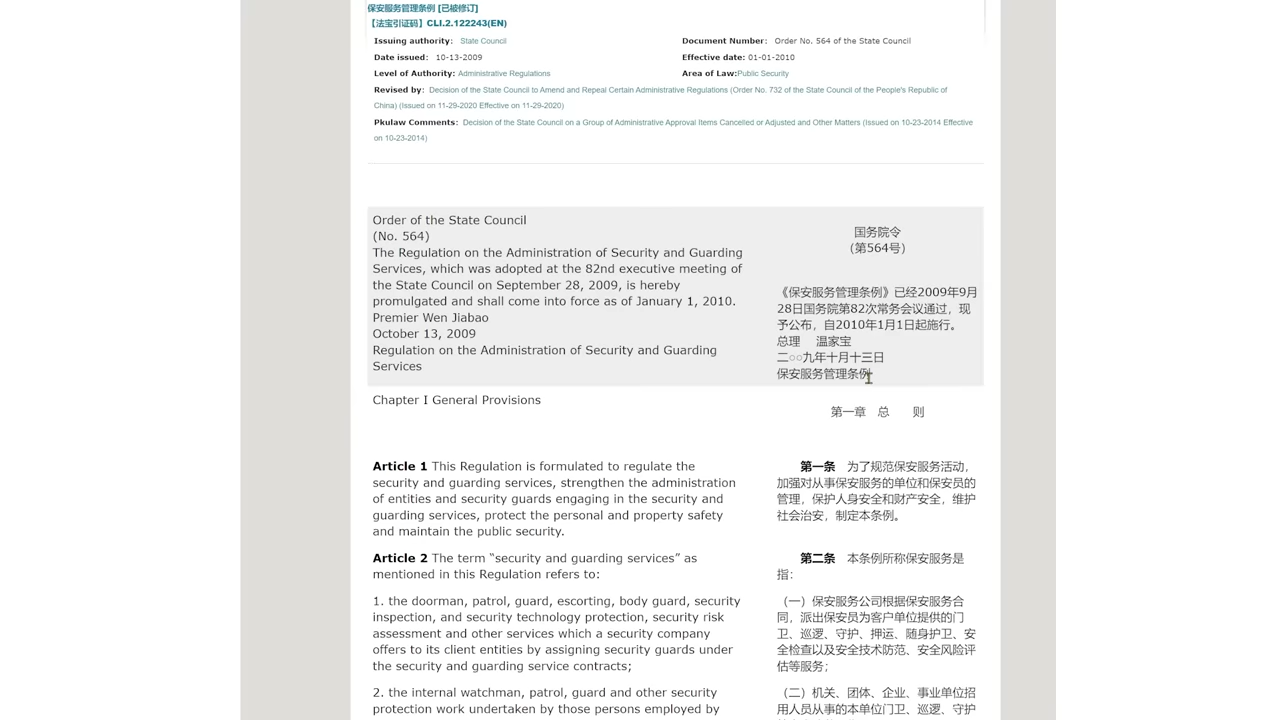 保安服务管理条例 [已被修订]
【法宝引证码】CLI.2.122243(EN)
Issuing authority: State Council
Document Number: Order No. 564 of the State Council
Date issued: 10-13-2009
Effective date: 01-01-2010
Level of Authority: Administrative Regulations
Area of Law:Public Security
Revised by: Decision of the State Council to Amend and Repeal Certain Administrative Regulations (Order No. 732 of the State Council of the People's Republic of
China) (Issued on 11-29-2020 Effective on 11-29-2020)
Pkulaw Comments: Decision of the State Council on a Group of Administrative Approval Items Cancelled or Adjusted and Other Matters (Issued on 10-23-2014 Effective
on 10-23-2014)
Order of the State Council
(No. 564)
The Regulation on the Administration of Security and Guarding
Services, which was adopted at the 82nd executive meeting of
the State Council on September 28, 2009, is hereby
promulgated and shall come into force as of January 1, 2010.
Premier Wen Jiabao
October 13, 2009
Regulation on the Administration of Security and Guarding
Services
国务院令
（第564号）
《保安服务管理条例》已经2009年9月
28日国务院第82次常务会议通过，现
予公布，自2010年1月1日起施行。
总理 温家宝
二○○九年十月十三日
保安服务管理条例
Chapter I General Provisions
第一章 总 则
Article 1 This Regulation is formulated to regulate the
security and guarding services, strengthen the administration
of entities and security guards engaging in the security and
guarding services, protect the personal and property safety
and maintain the public security.
第一条 为了规范保安服务活动，
加强对从事保安服务的单位和保安员的
管理，保护人身安全和财产安全，维护
社会治安，制定本条例。
Article 2 The term “security and guarding services” as
mentioned in this Regulation refers to:
第二条 本条例所称保安服务是
指：
1. the doorman, patrol, guard, escorting, body guard, security
inspection, and security technology protection, security risk
assessment and other services which a security company
offers to its client entities by assigning security guards under
the security and guarding service contracts;
（一）保安服务公司根据保安服务合
同，派出保安员为客户单位提供的门
卫、巡逻、守护、押运、随身护卫、安
全检查以及安全技术防范、安全风险评
估等服务；
2. the internal watchman, patrol, guard and other security
protection work undertaken by those persons employed by
（二）机关、团体、企业、事业单位招
用人员从事的本单位门卫、巡逻、守护